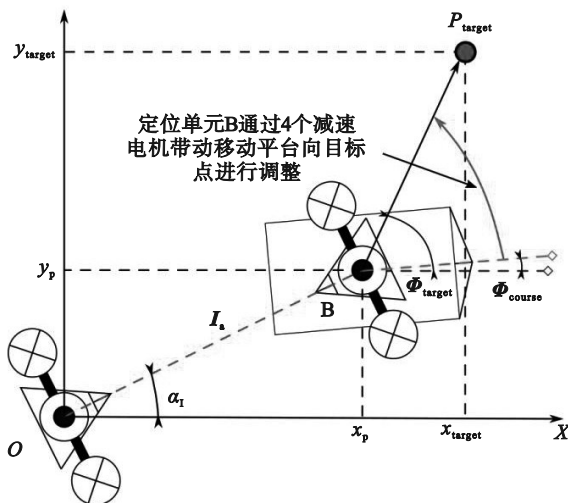 P_target
y_target
定位单元B通过4个减速
电机带动移动平台向目标
点进行调整
y_p
Φ_target
Φ_course
B
I_a
α_I
O
x_p
x_target
X